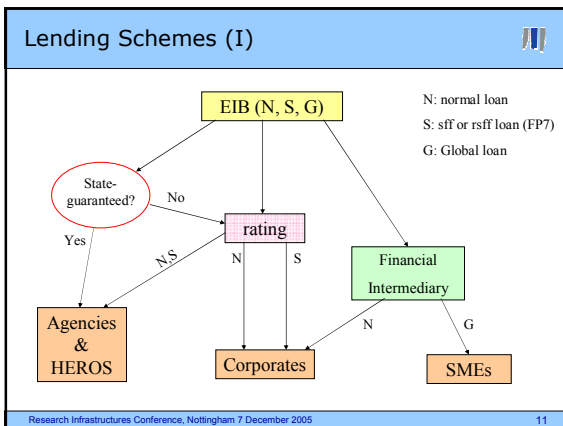 Lending Schemes (I)
EIB (N, S, G)
N: normal loan
S: sff or rsff loan (FP7)
G: Global loan
State-
guaranteed?
No
Yes
rating
N,S
N
S
Financial
Intermediary
N
G
Agencies
&
HEROS
Corporates
SMEs
Research Infrastructures Conference, Nottingham 7 December 2005
11